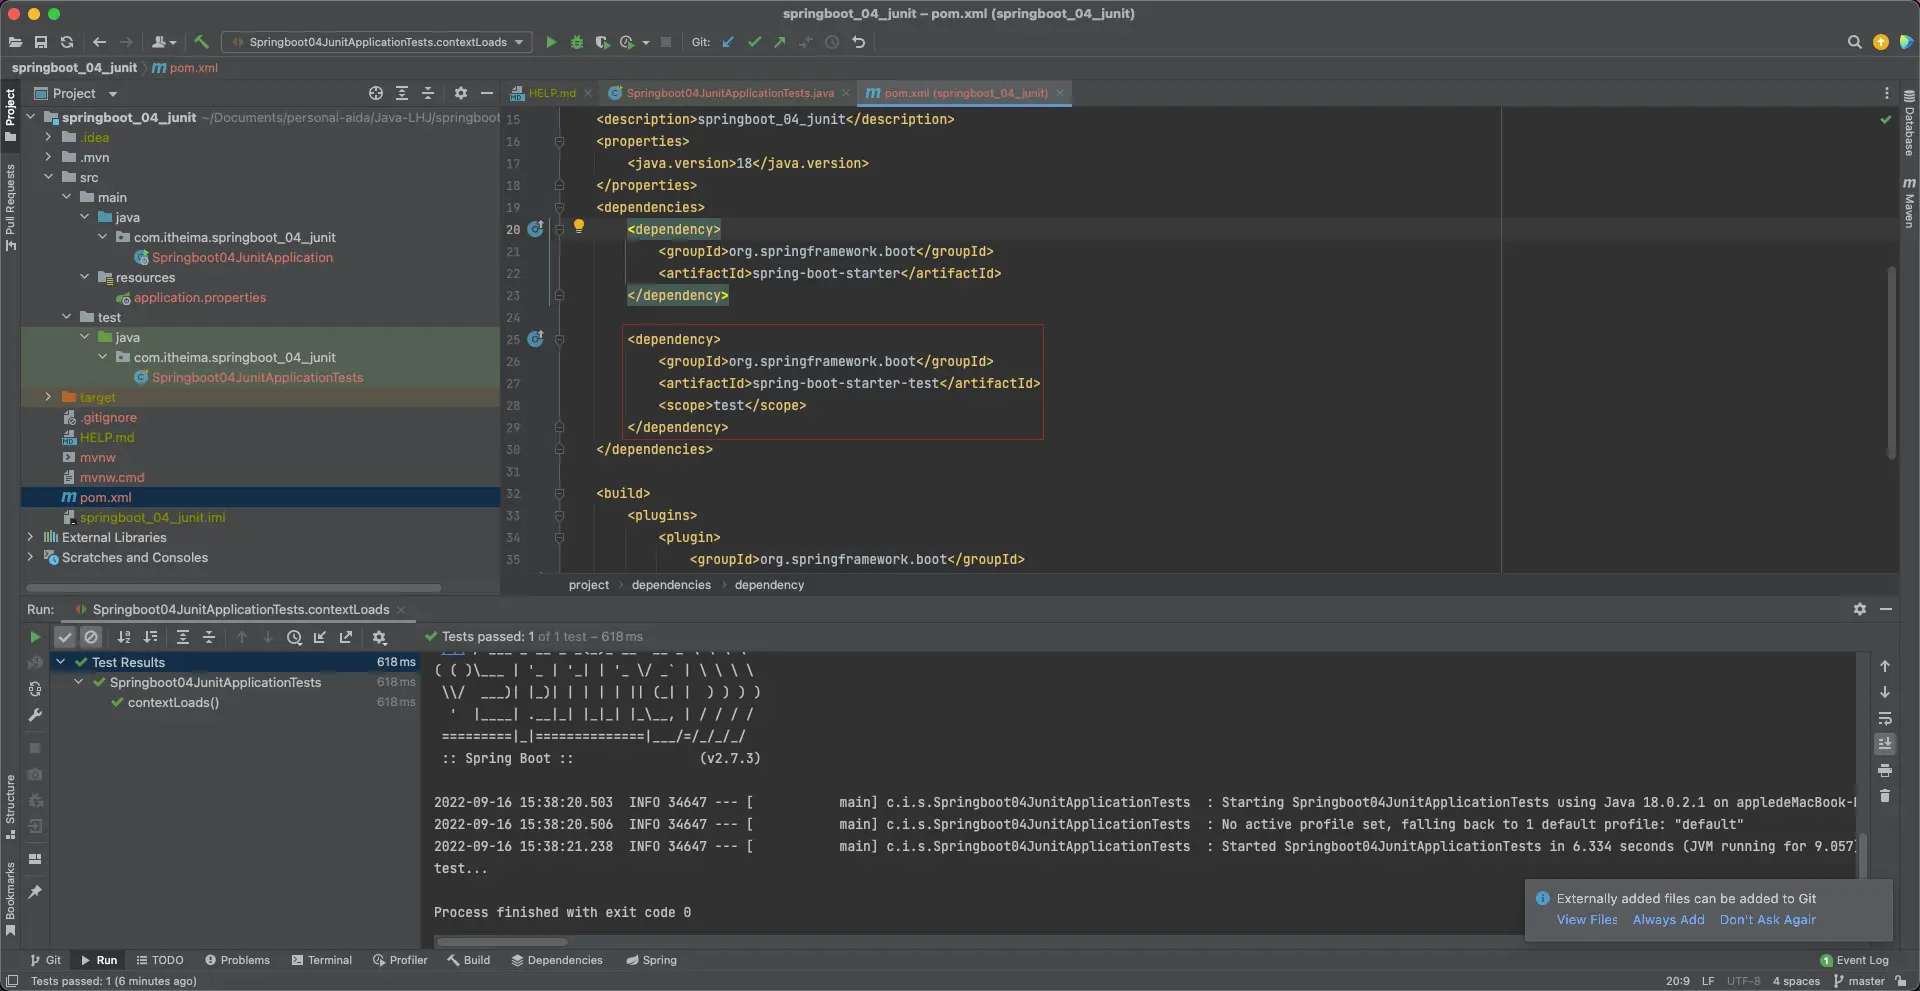 springboot_04_junit – pom.xml (springboot_04_junit)
Springboot04JunitApplicationTests.contextLoads
Git:
springboot_04_junit
pom.xml
Project
HELP.md
Springboot04JunitApplicationTests.java
pom.xml (springboot_04_junit)
Project
Pull Requests
Structure
Bookmarks
Database
Maven
springboot_04_junit ~/Documents/personal-aida/Java-LHJ/springboot
.idea
.mvn
src
main
java
com.itheima.springboot_04_junit
Springboot04JunitApplication
resources
application.properties
test
java
com.itheima.springboot_04_junit
Springboot04JunitApplicationTests
target
.gitignore
HELP.md
mvnw
mvnw.cmd
pom.xml
springboot_04_junit.iml
External Libraries
Scratches and Consoles
15 <description>springboot_04_junit</description>
16 <properties>
17 <java.version>18</java.version>
18 </properties>
19 <dependencies>
20 <dependency>
21 <groupId>org.springframework.boot</groupId>
22 <artifactId>spring-boot-starter</artifactId>
23 </dependency>
24
25 <dependency>
26 <groupId>org.springframework.boot</groupId>
27 <artifactId>spring-boot-starter-test</artifactId>
28 <scope>test</scope>
29 </dependency>
30 </dependencies>
31
32 <build>
33 <plugins>
34 <plugin>
35 <groupId>org.springframework.boot</groupId>
project › dependencies › dependency
Run: Springboot04JunitApplicationTests.contextLoads
Tests passed: 1 of 1 test – 618 ms
Test Results 618 ms
Springboot04JunitApplicationTests 618 ms
contextLoads() 618 ms
( ( )\___ | '_ | '_| | '_ \/ _` | \ \ \ \
\\/  ___)| |_)| | | | | || (_| |  ) ) ) )
'  |____| .__|_| |_|_| |_\__, | / / / /
=========|_|==============|___/=/_/_/_/
:: Spring Boot :: (v2.7.3)
2022-09-16 15:38:20.503 INFO 34647 --- [ main] c.i.s.Springboot04JunitApplicationTests : Starting Springboot04JunitApplicationTests using Java 18.0.2.1 on appledeMacBook-
2022-09-16 15:38:20.506 INFO 34647 --- [ main] c.i.s.Springboot04JunitApplicationTests : No active profile set, falling back to 1 default profile: "default"
2022-09-16 15:38:21.238 INFO 34647 --- [ main] c.i.s.Springboot04JunitApplicationTests : Started Springboot04JunitApplicationTests in 6.334 seconds (JVM running for 9.057)
test...
Process finished with exit code 0
Externally added files can be added to Git
View Files Always Add Don't Ask Again
Git Run TODO Problems Terminal Profiler Build Dependencies Spring
1 Event Log
Tests passed: 1 (6 minutes ago)
20:9 LF UTF-8 4 spaces master